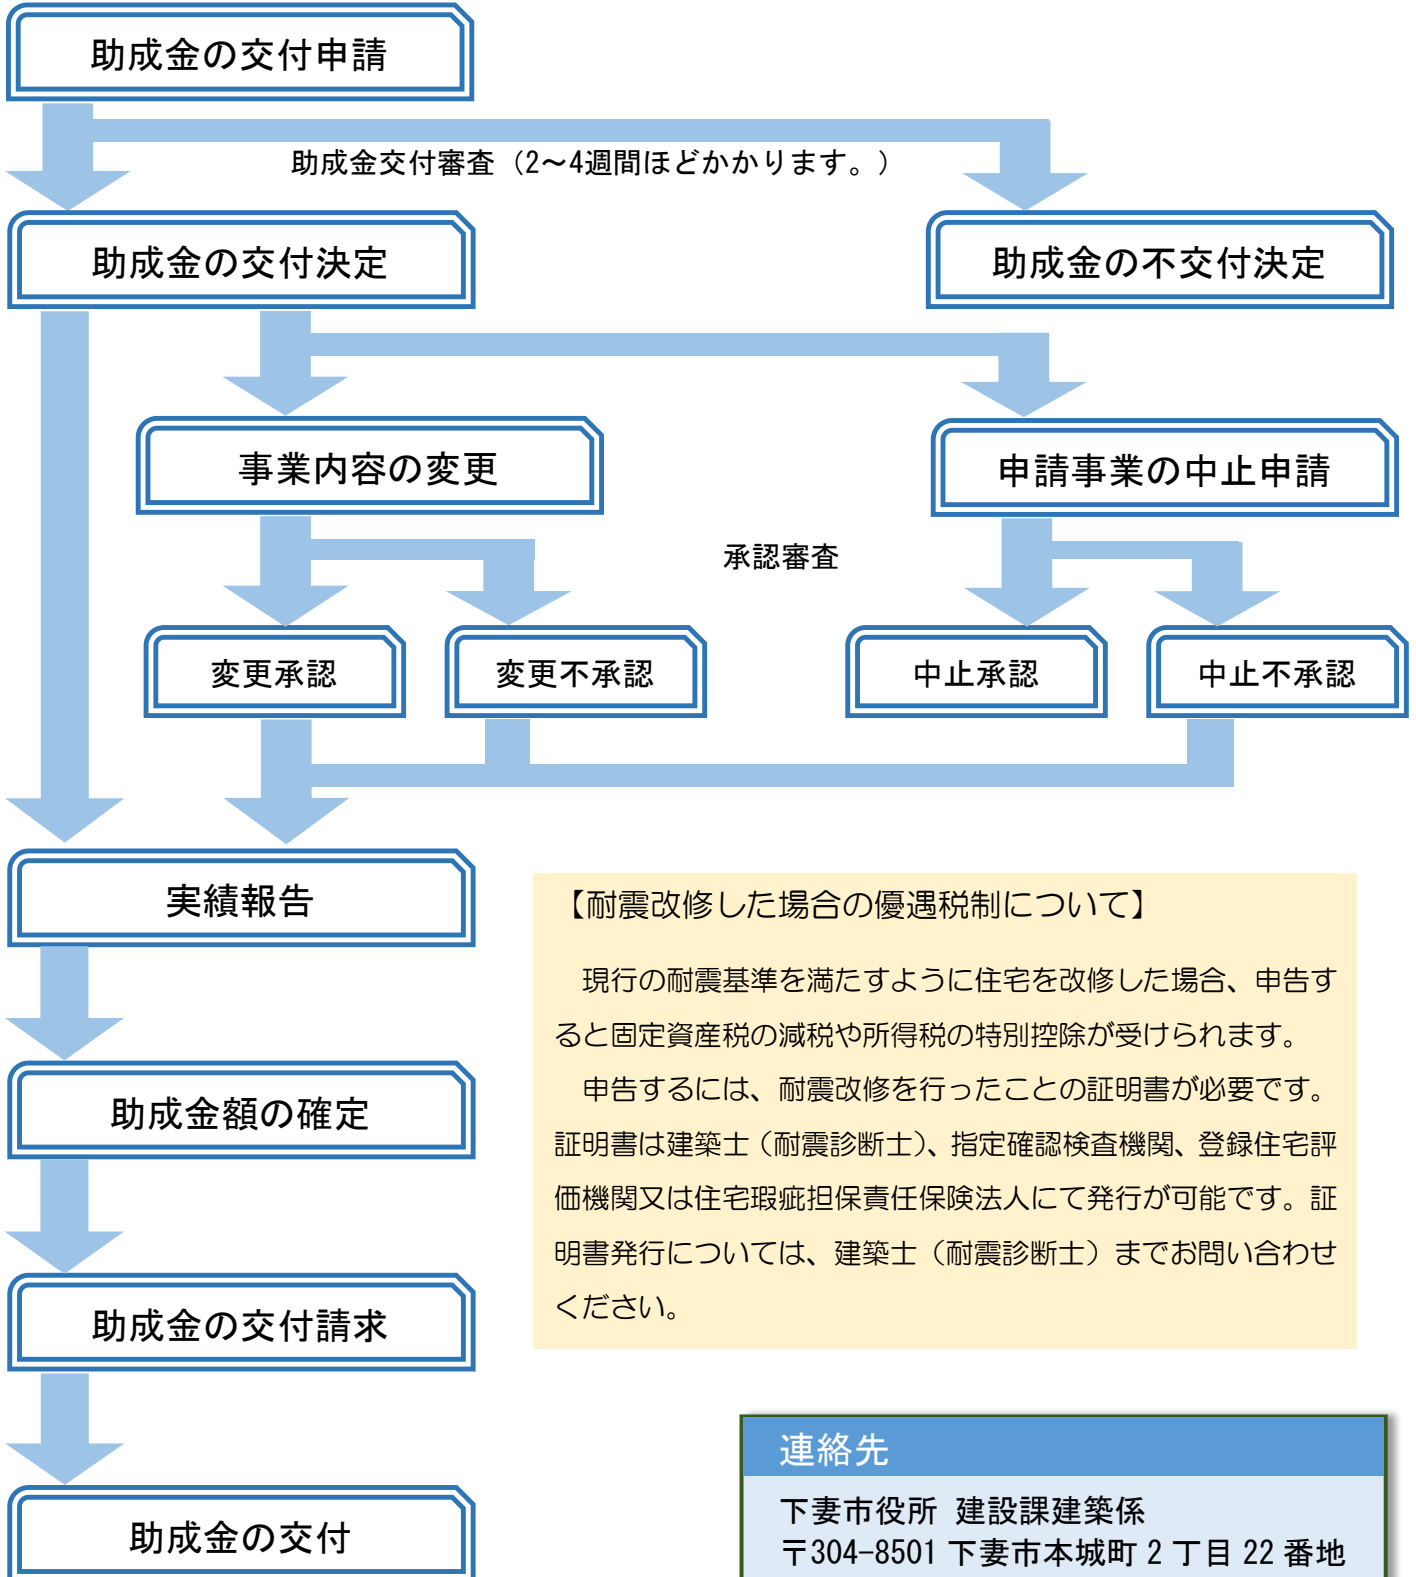 助成金の交付申請
助成金交付審査（2～4週間ほどかかります。）
助成金の交付決定
助成金の不交付決定
事業内容の変更
申請事業の中止申請
承認審査
変更承認
変更不承認
中止承認
中止不承認
実績報告
【耐震改修した場合の優遇税制について】
現行の耐震基準を満たすように住宅を改修した場合、申告す
ると固定資産税の減税や所得税の特別控除が受けられます。
申告するには、耐震改修を行ったことの証明書が必要です。
証明書は建築士（耐震診断士）、指定確認検査機関、登録住宅評
価機関又は住宅瑕疵担保責任保険法人にて発行が可能です。証
明書発行については、建築士（耐震診断士）までお問い合わせ
ください。
助成金額の確定
助成金の交付請求
助成金の交付
連絡先
下妻市役所 建設課建築係
〒304-8501 下妻市本城町 2 丁目 22 番地